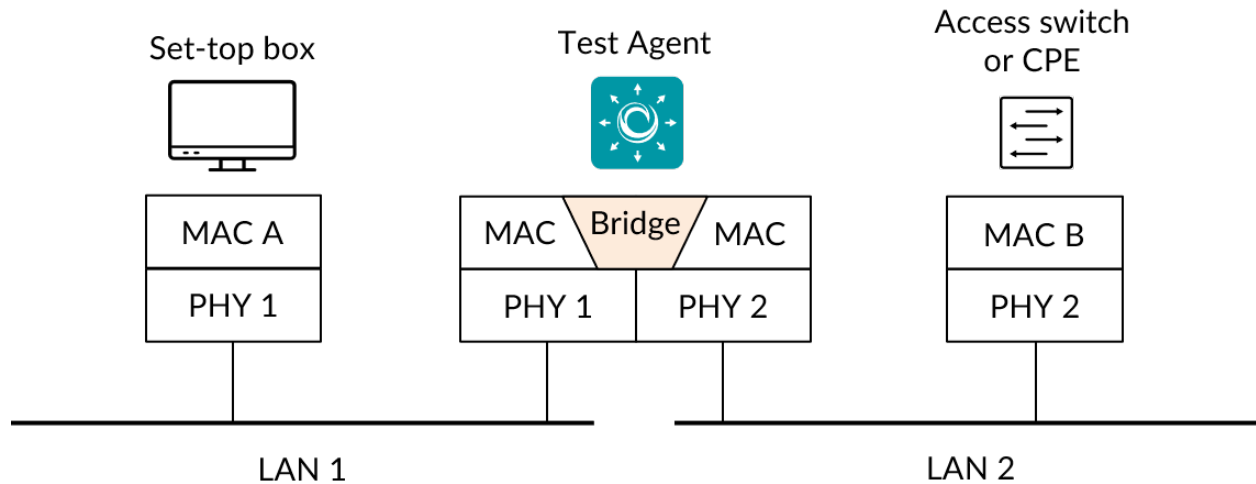 Set-top box
Test Agent
Access switch
or CPE
MAC A
MAC
Bridge
MAC
MAC B
PHY 1
PHY 1
PHY 2
PHY 2
LAN 1
LAN 2